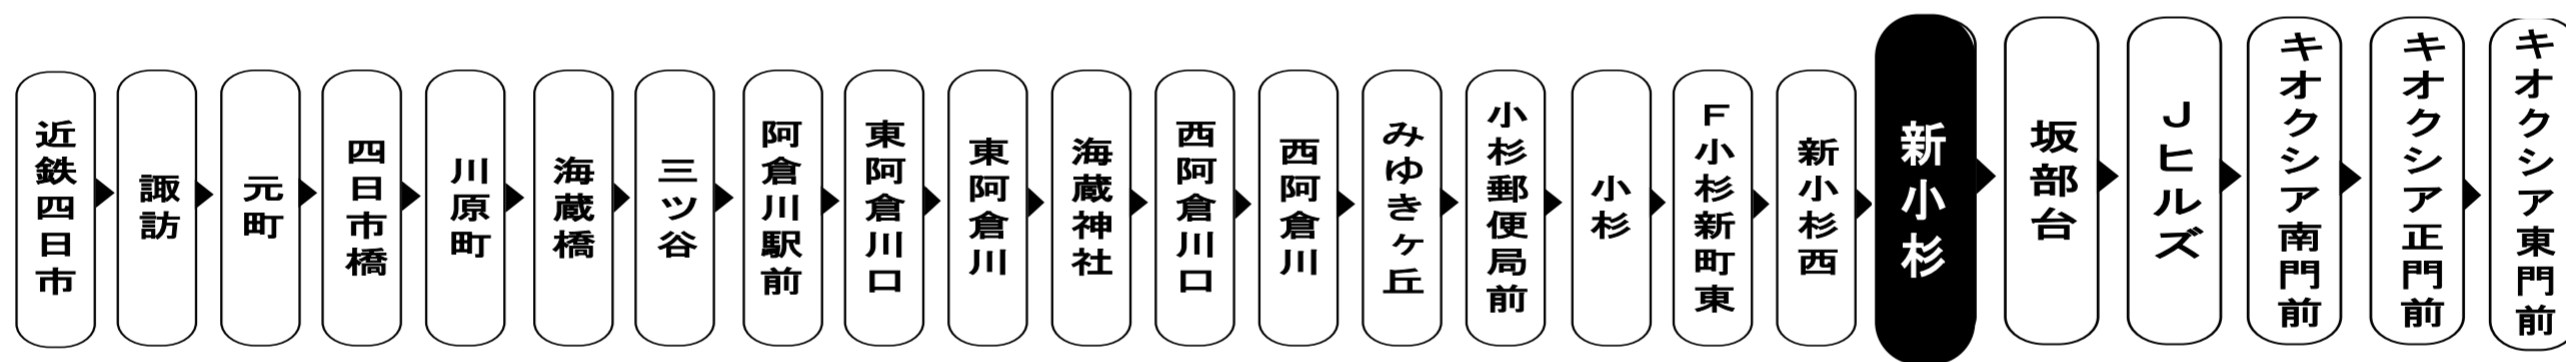 近鉄四日市
諏訪
元町
四日市橋
川原町
海蔵橋
三ツ谷
阿倉川駅前
東阿倉川口
東阿倉川
海蔵神社
西阿倉川口
西阿倉川
みゆきヶ丘
小杉郵便局前
小杉
F小杉新町東
新小杉西
新小杉
坂部台
Jヒルズ
キオクシア南門前
キオクシア正門前
キオクシア東門前